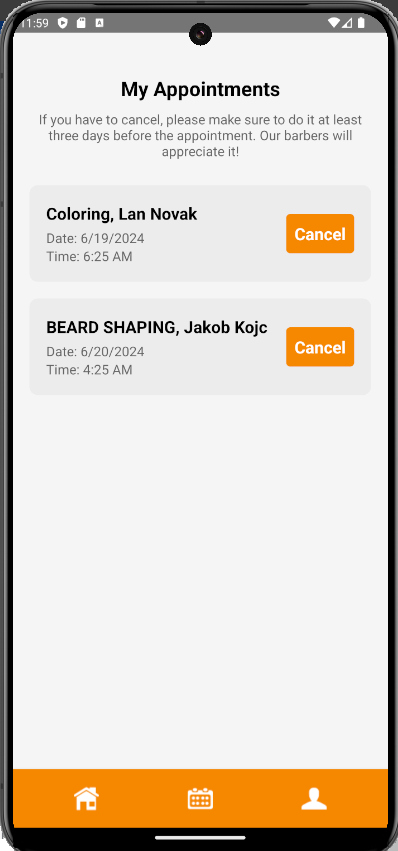 11:59
My Appointments
If you have to cancel, please make sure to do it at least
three days before the appointment. Our barbers will
appreciate it!
Coloring, Lan Novak
Date: 6/19/2024
Time: 6:25 AM
Cancel
BEARD SHAPING, Jakob Kojc
Date: 6/20/2024
Time: 4:25 AM
Cancel